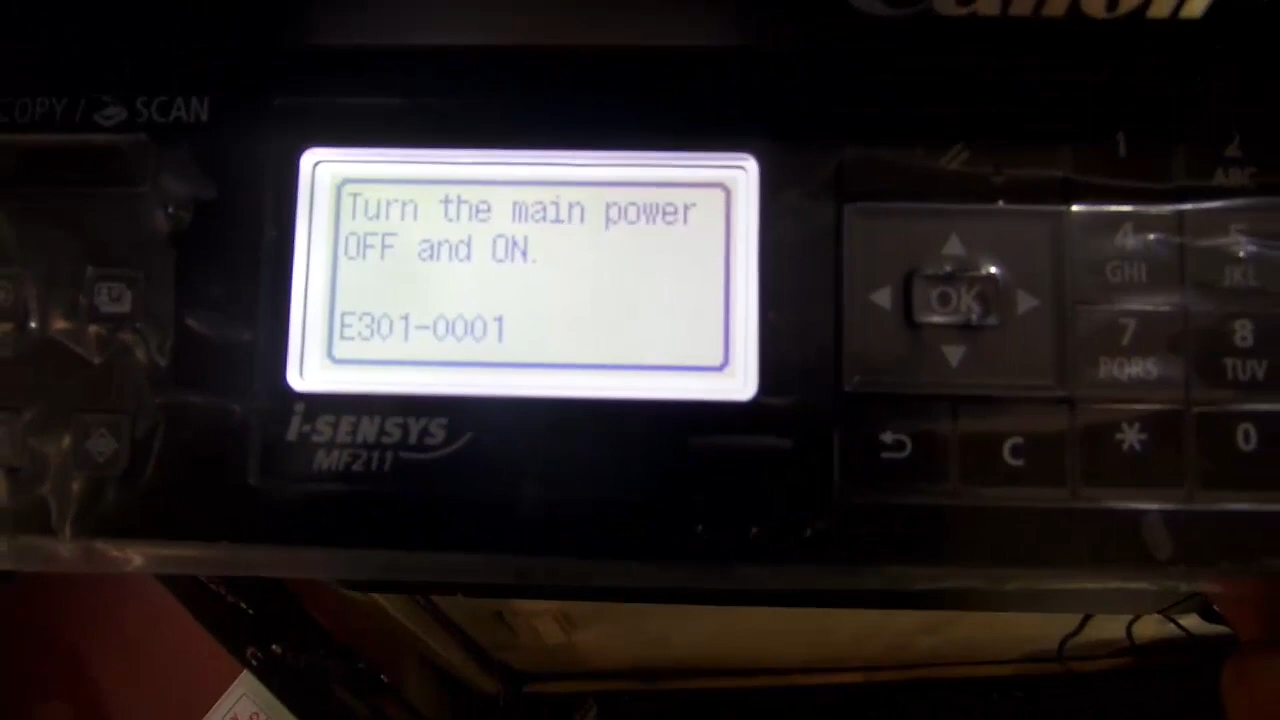 Canon
COPY / SCAN
Turn the main power
OFF and ON.
E301-0001
i-SENSYS
MF211
OK
1
2
ABC
4
GHI
5
JKL
7
PQRS
8
TUV
C
*
0